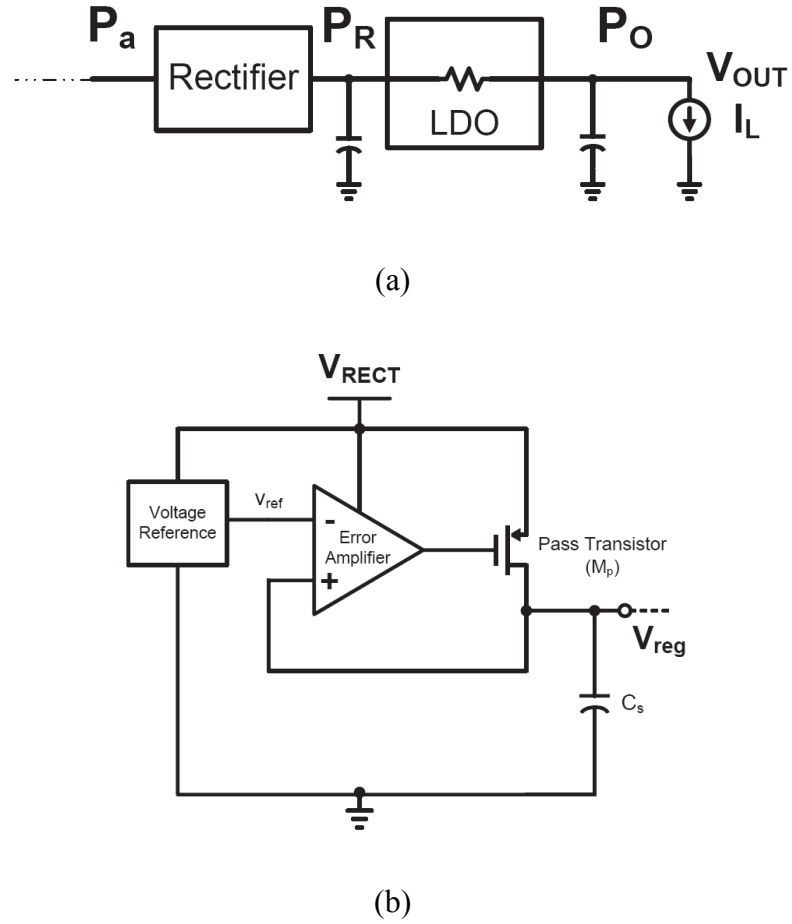 Pa PR PO
Rectifier
LDO
VOUT
IL
(a)
VRECT
Voltage
Reference
Vref
-
Error
Amplifier
+
Pass Transistor
(Mp)
Vreg
Cs
(b)